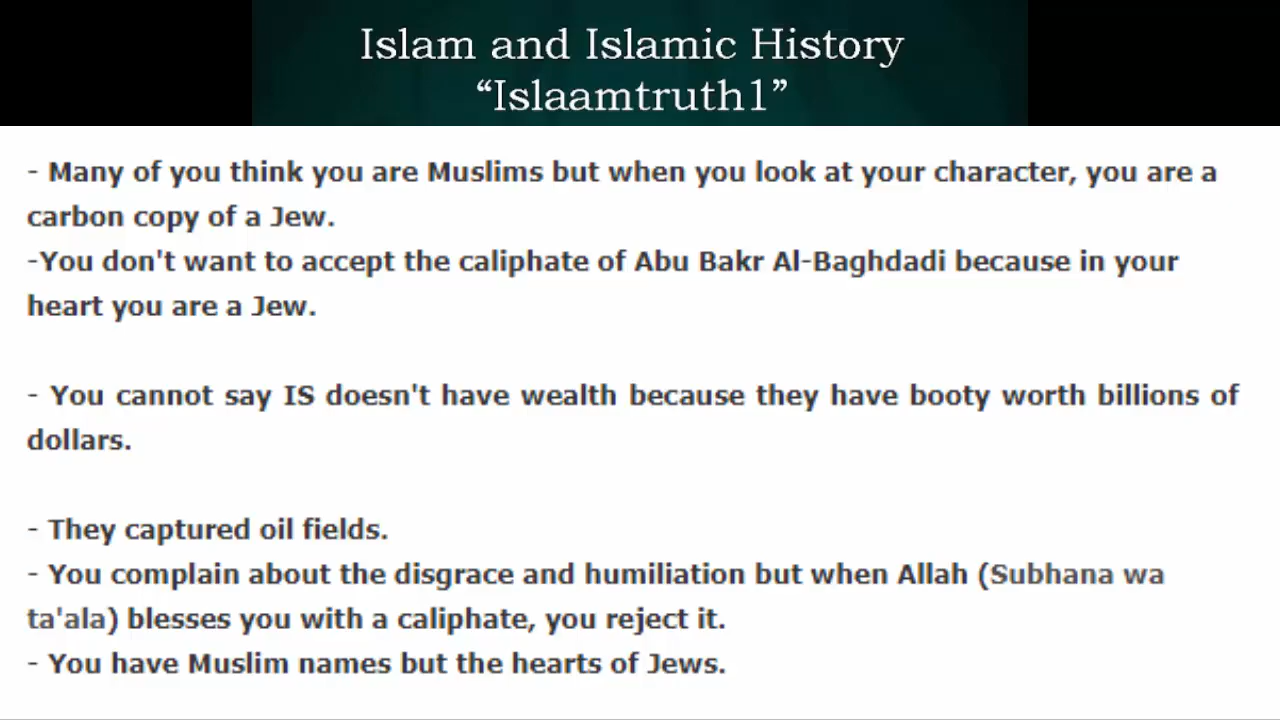 Islam and Islamic History
“Islaamtruth1”
- Many of you think you are Muslims but when you look at your character, you are a
carbon copy of a Jew.
-You don't want to accept the caliphate of Abu Bakr Al-Baghdadi because in your
heart you are a Jew.
- You cannot say IS doesn't have wealth because they have booty worth billions of
dollars.
- They captured oil fields.
- You complain about the disgrace and humiliation but when Allah (Subhana wa
ta'ala) blesses you with a caliphate, you reject it.
- You have Muslim names but the hearts of Jews.